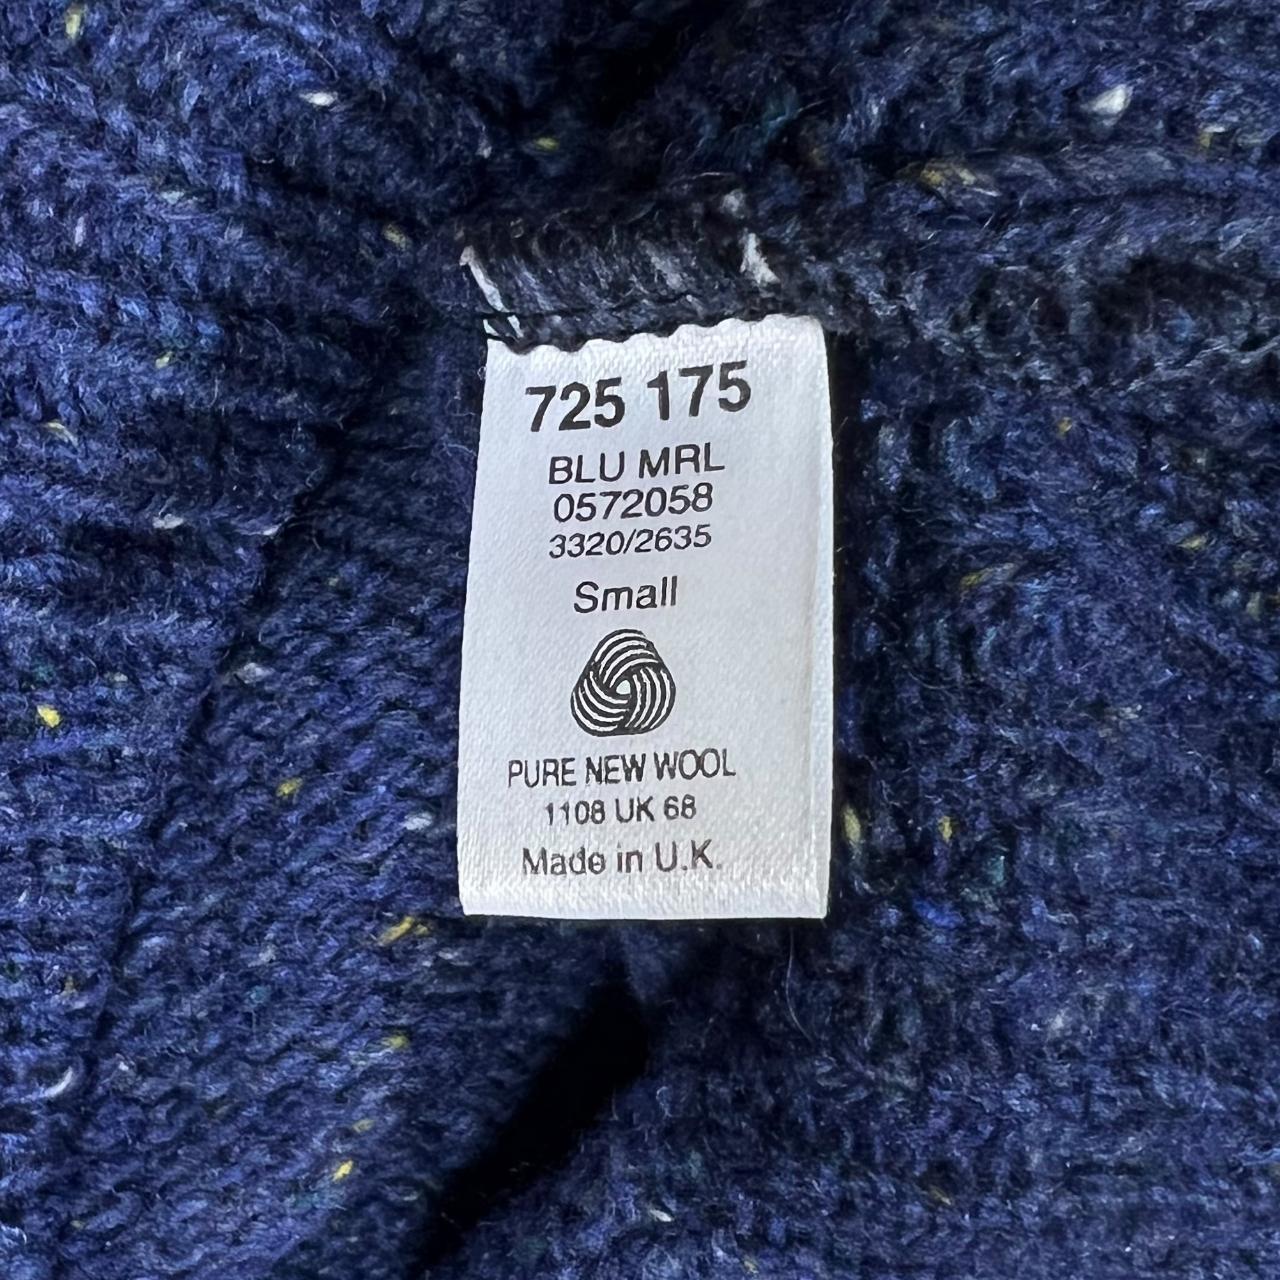 725 175
BLU MRL
0572058
3320/2635
Small
PURE NEW WOOL
1108 UK 68
Made in U.K.